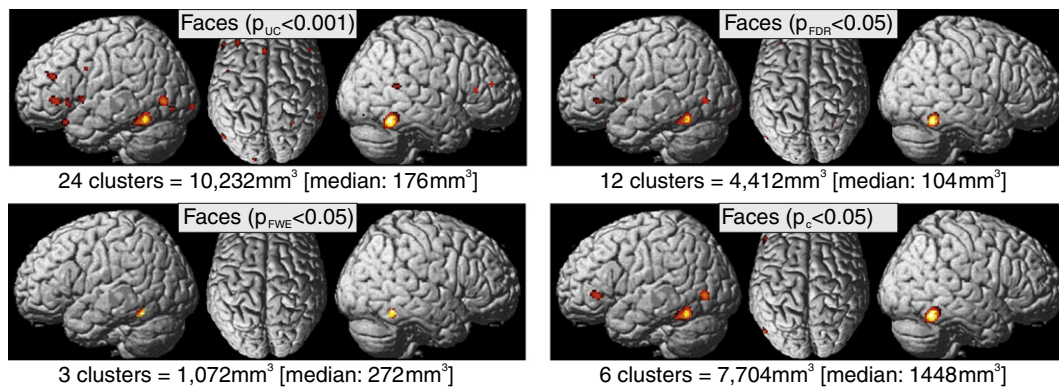 Faces (pUC<0.001)
24 clusters = 10,232mm³ [median: 176mm³]
Faces (pFDR<0.05)
12 clusters = 4,412mm³ [median: 104mm³]
Faces (pFWE<0.05)
3 clusters = 1,072mm³ [median: 272mm³]
Faces (pc<0.05)
6 clusters = 7,704mm³ [median: 1448mm³]